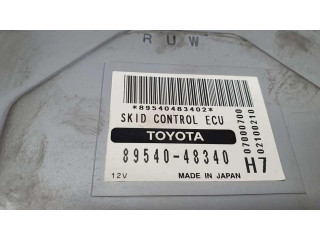 R U W
*89540483402*
SKID CONTROL ECU
TOYOTA
89540-48340
07000700
02100210
H7
12V
MADE IN JAPAN